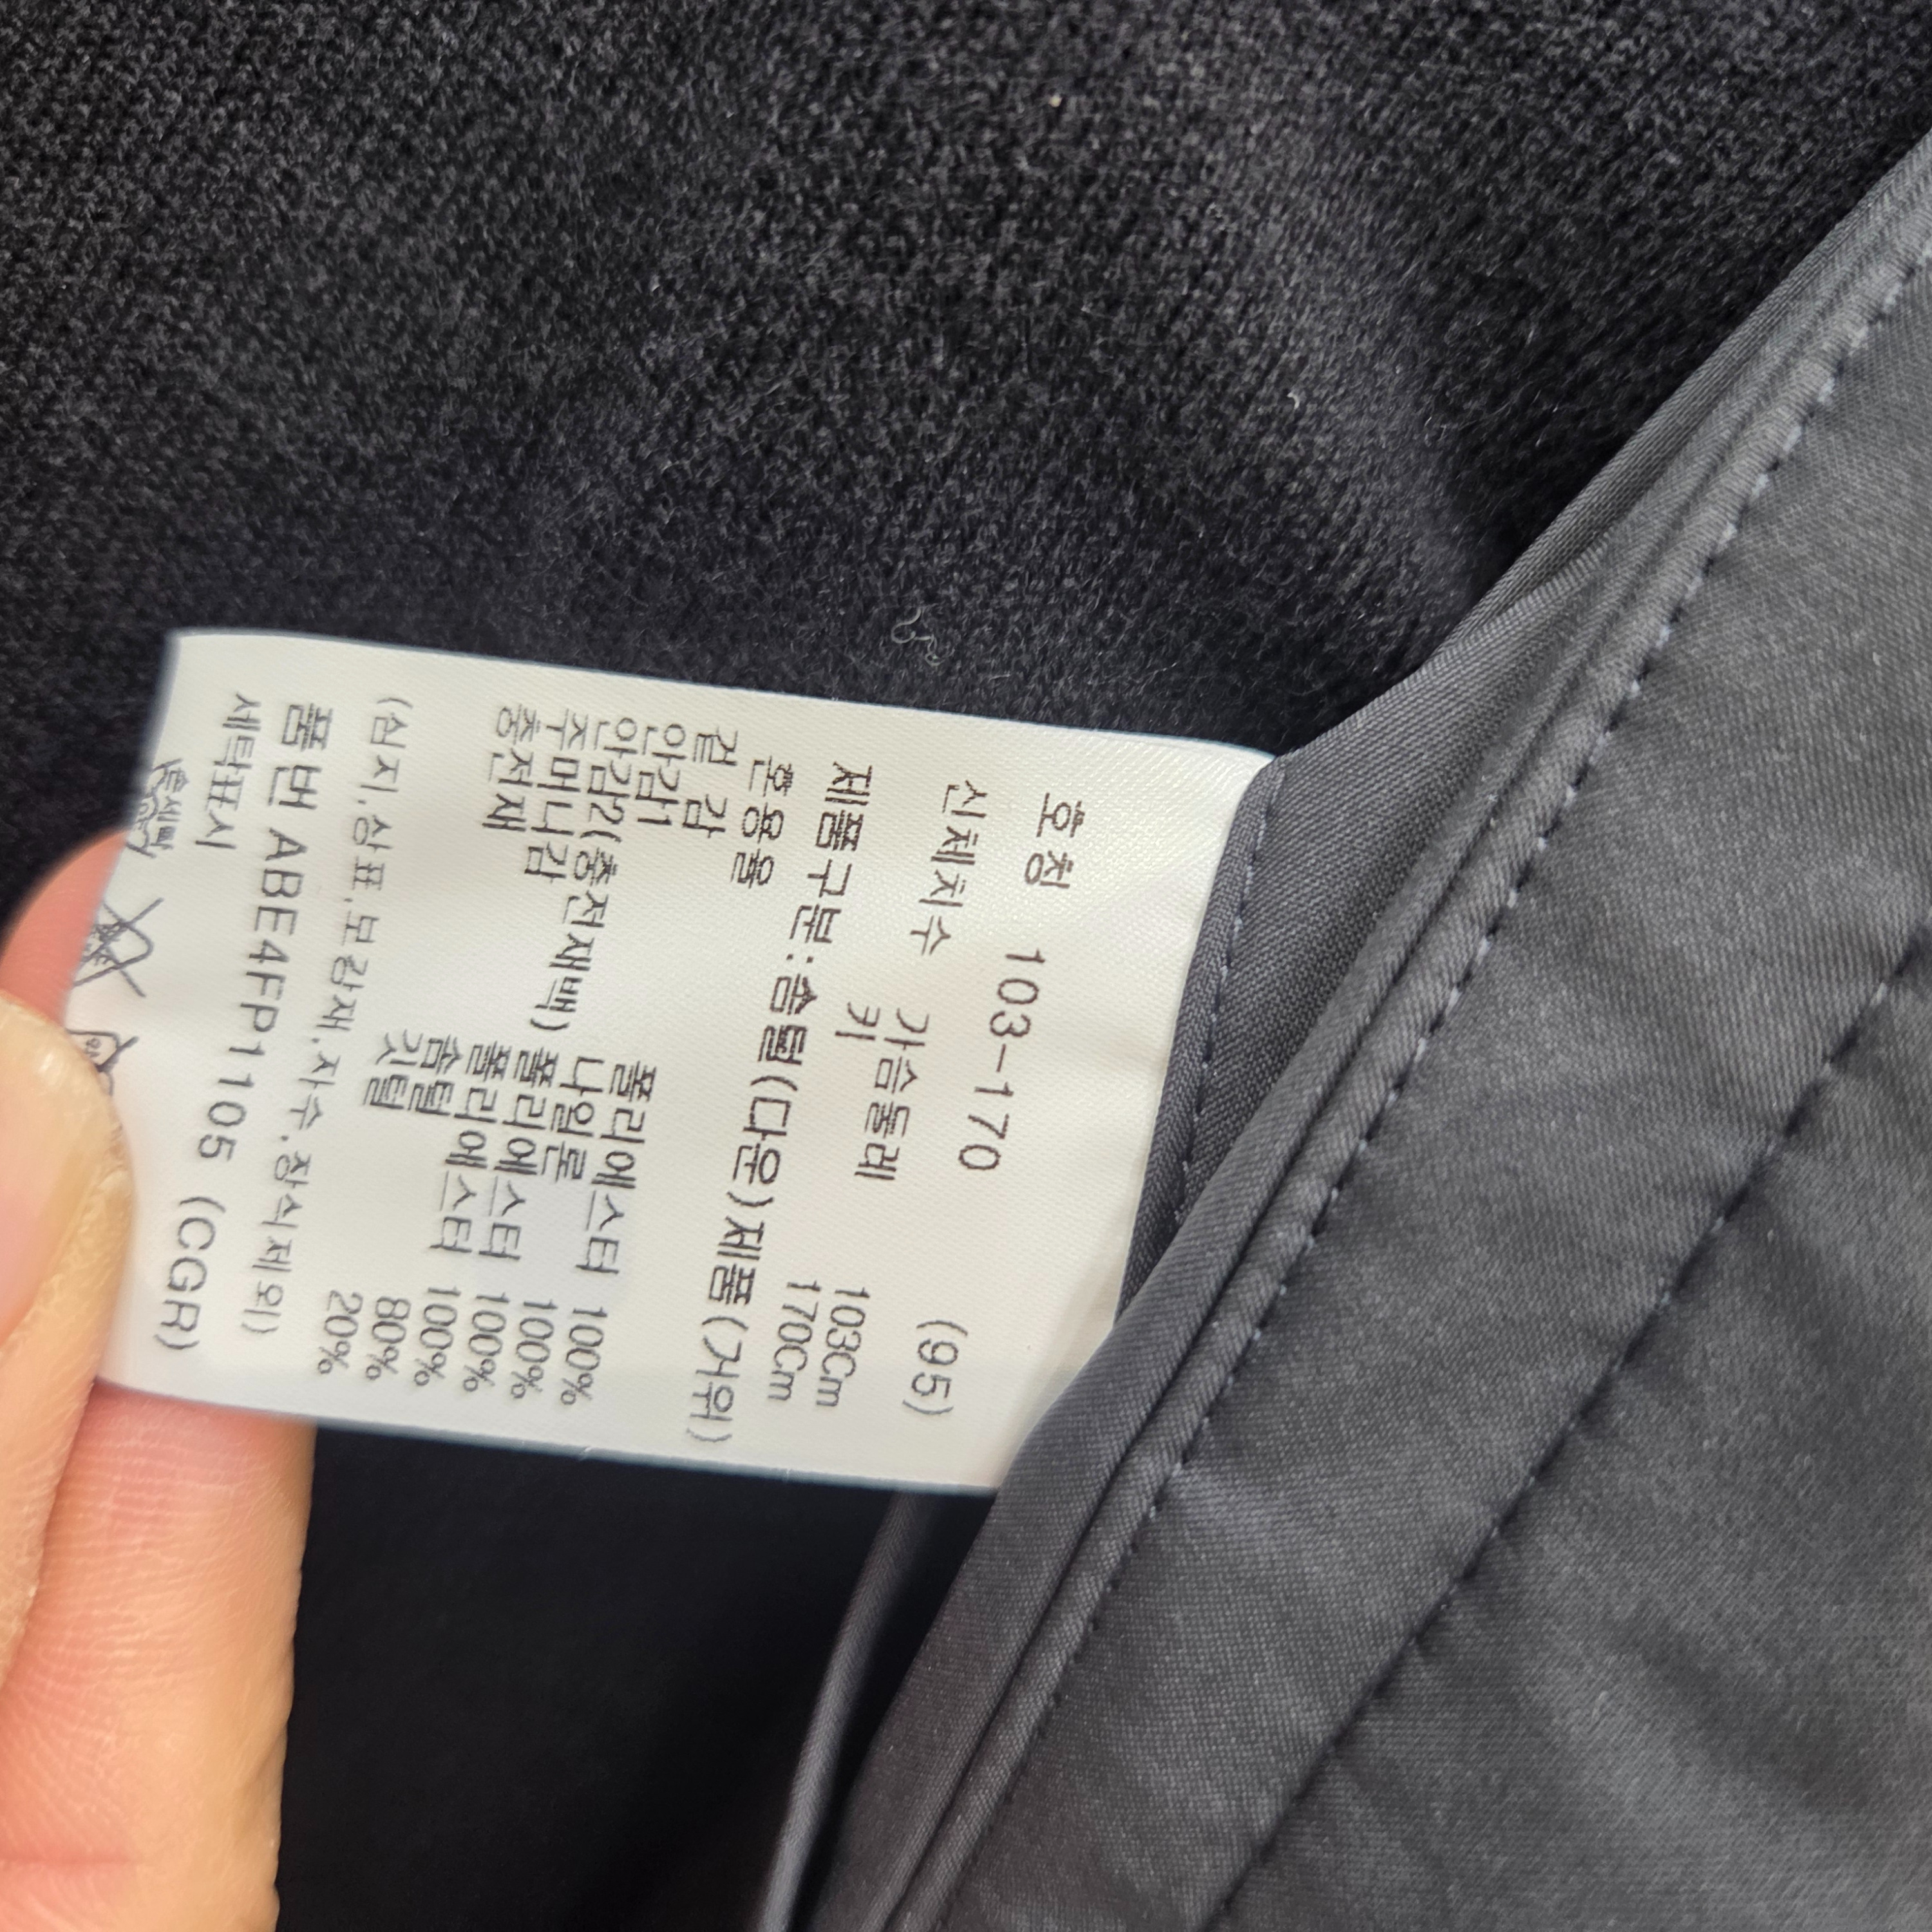 호칭 103-170 (95)
신체치수 가슴둘레 103Cm
키 170Cm
제품구분:솜털(다운)제품(거위)
혼용율
겉감 폴리에스터 100%
안감1 나일론 100%
안감2(충전재백) 폴리에스터 100%
주머니감 폴리에스터 100%
충전재 솜털 80%
깃털 20%
(심지.상표.보강재.자수.장식제외)
품번 ABE4FP1105 (CGR)
세탁표시